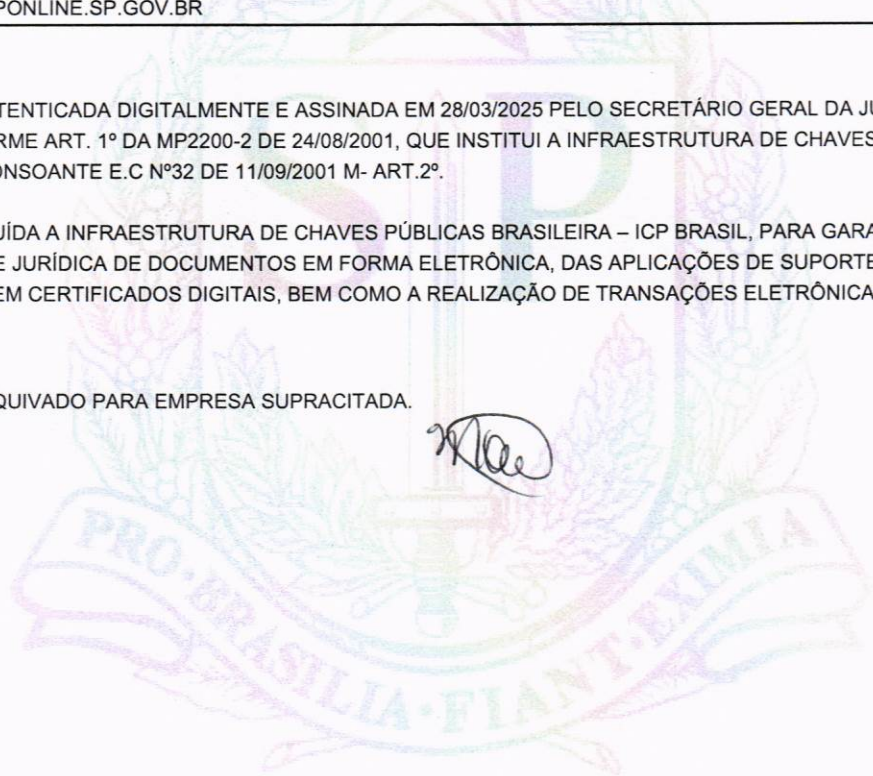 PONLINE.SP.GOV.BR
TENTICADA DIGITALMENTE E ASSINADA EM 28/03/2025 PELO SECRETÁRIO GERAL DA JU
RME ART. 1º DA MP2200-2 DE 24/08/2001, QUE INSTITUI A INFRAESTRUTURA DE CHAVES
ONSOANTE E.C Nº32 DE 11/09/2001 M- ART.2º.
UÍDA A INFRAESTRUTURA DE CHAVES PÚBLICAS BRASILEIRA – ICP BRASIL, PARA GARA
E JURÍDICA DE DOCUMENTOS EM FORMA ELETRÔNICA, DAS APLICAÇÕES DE SUPORTE
EM CERTIFICADOS DIGITAIS, BEM COMO A REALIZAÇÃO DE TRANSAÇÕES ELETRÔNICA
QUIVADO PARA EMPRESA SUPRACITADA.
SP
PRO·BRASILIA·FIANT·EXIMIA